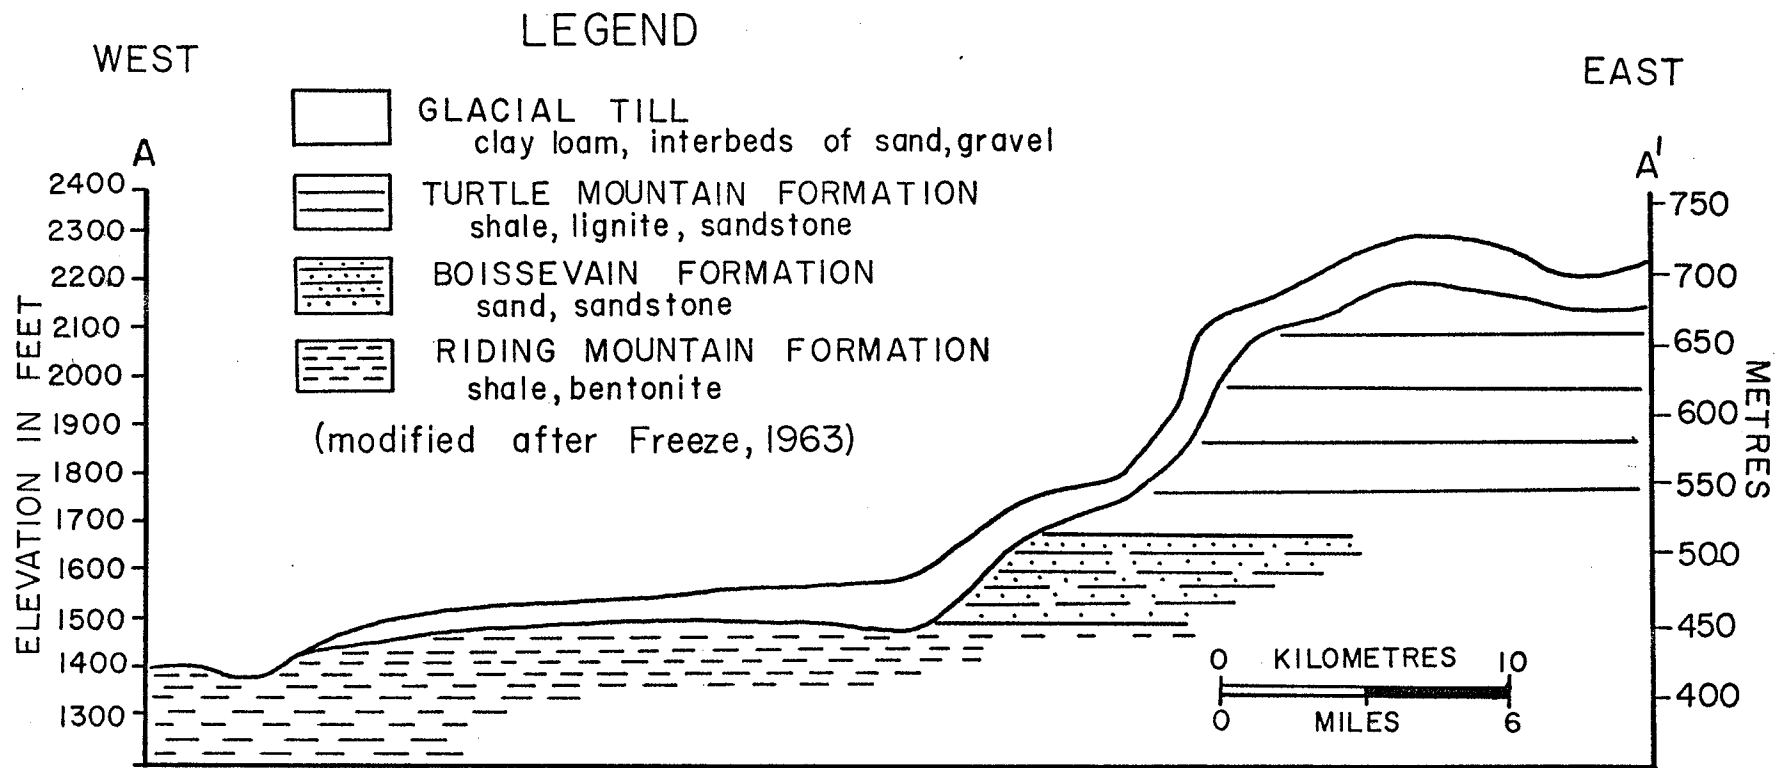 LEGEND
WEST
EAST
GLACIAL TILL
clay loam, interbeds of sand, gravel
TURTLE MOUNTAIN FORMATION
shale, lignite, sandstone
BOISSEVAIN FORMATION
sand, sandstone
RIDING MOUNTAIN FORMATION
shale, bentonite
(modified after Freeze, 1963)
A
2400
2300
2200
2100
2000
1900
1800
1700
1600
1500
1400
1300
ELEVATION IN FEET
A'
750
700
650
600
550
500
450
400
METRES
0 KILOMETRES 10
0 MILES 6